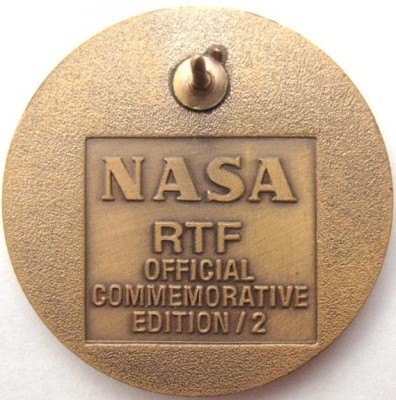 NASA
RTF
OFFICIAL
COMMEMORATIVE
EDITION/2